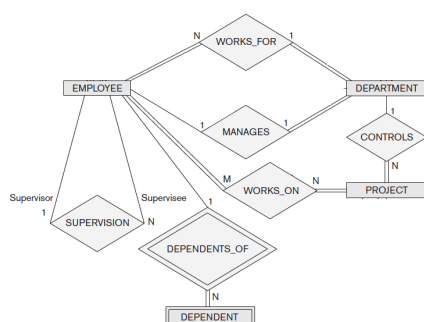 N
WORKS_FOR
1
EMPLOYEE
DEPARTMENT
1
MANAGES
1
1
CONTROLS
N
M
WORKS_ON
N
PROJECT
Supervisor
Supervisee
1
SUPERVISION
N
1
DEPENDENTS_OF
N
DEPENDENT